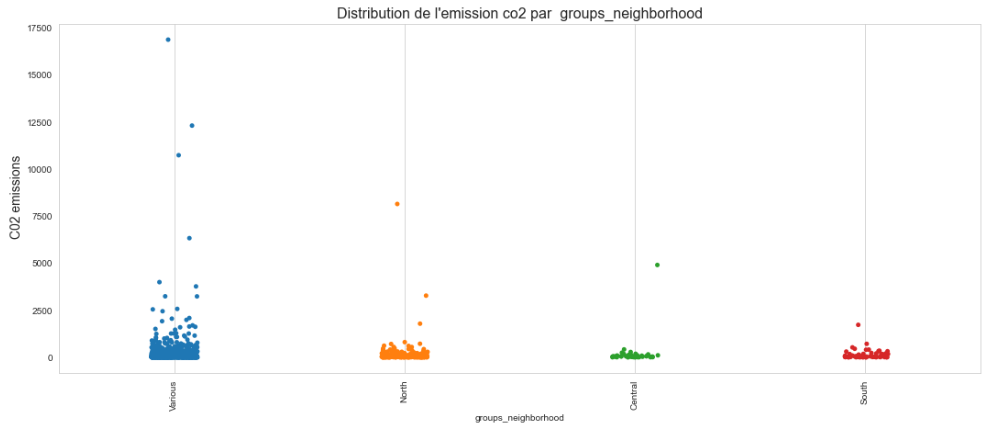 Distribution de l'emission co2 par  groups_neighborhood
C02 emissions
17500
15000
12500
10000
7500
5000
2500
0
Various
North
Central
South
groups_neighborhood